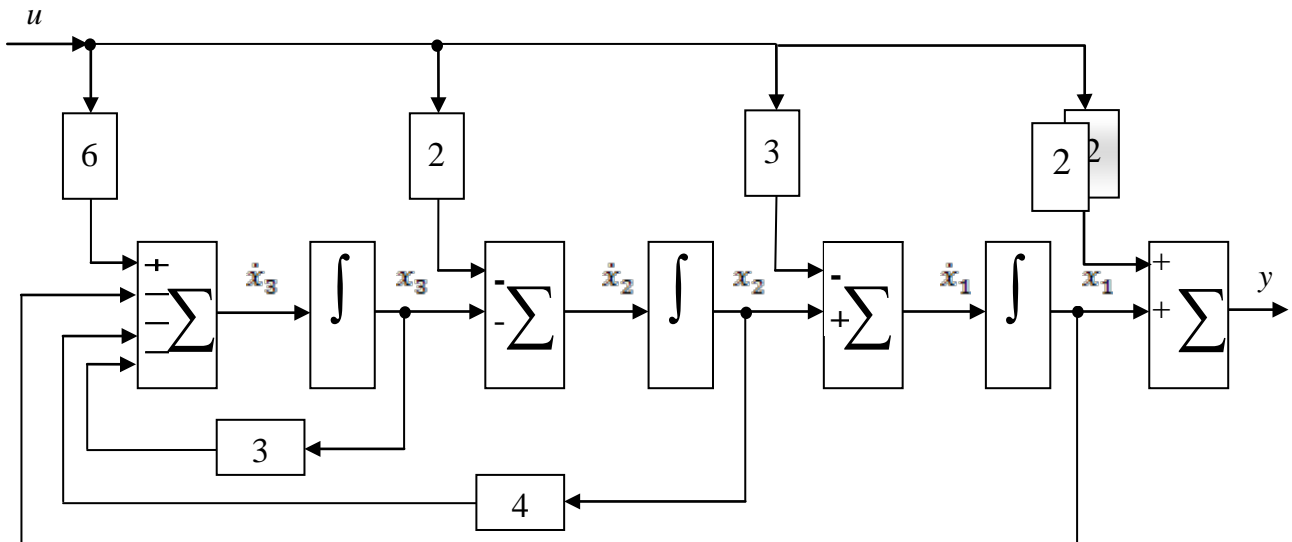 u
6
2
3
2 2
+ ẋ₃ x₃ - ẋ₂ x₂ - ẋ₁ x₁ + y
— ∑ ∫ - ∑ ∫ + ∑ ∫ + ∑
—
—
3
4